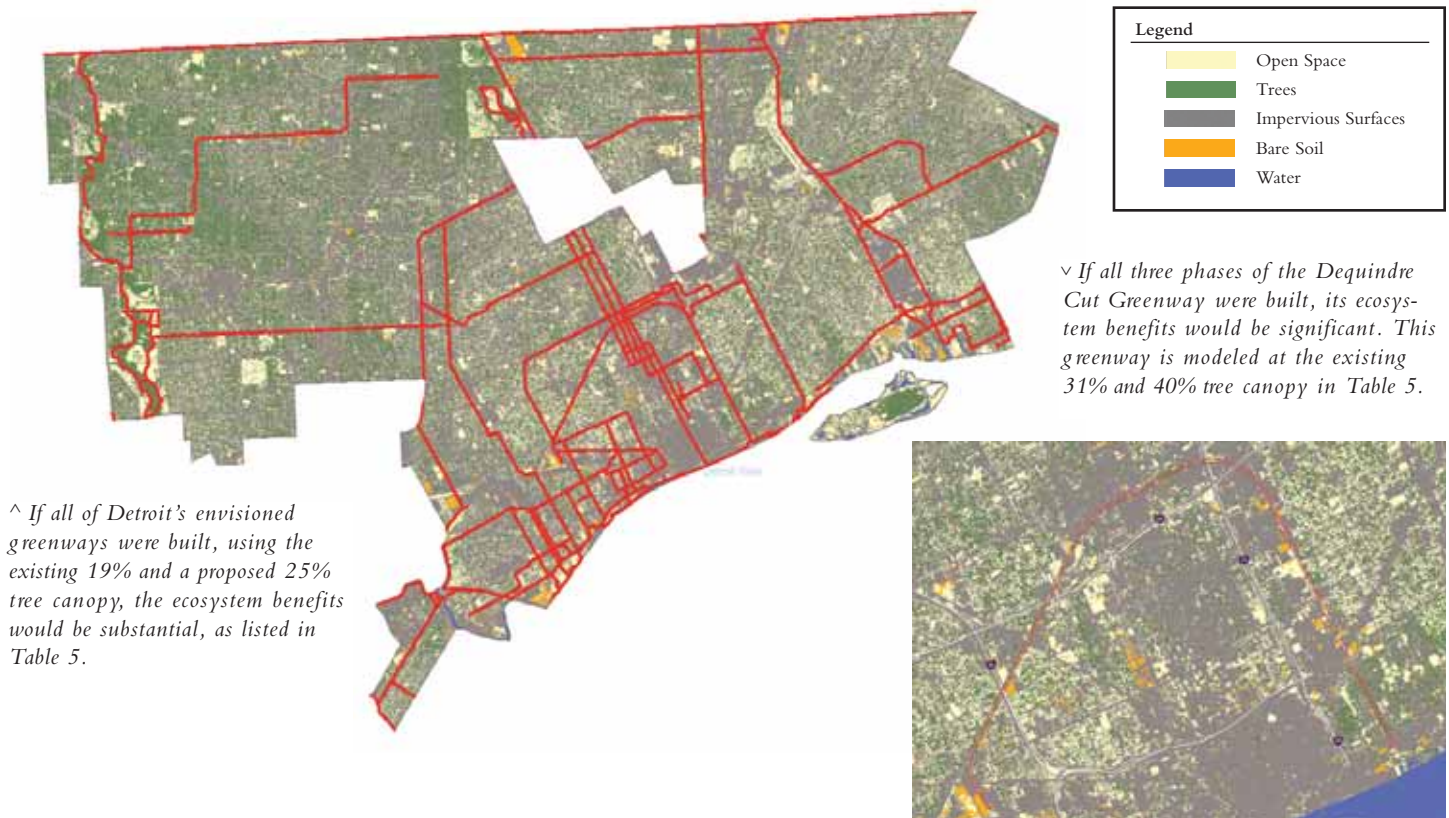 Legend
Open Space
Trees
Impervious Surfaces
Bare Soil
Water
˅ If all three phases of the Dequindre
Cut Greenway were built, its ecosys-
tem benefits would be significant. This
greenway is modeled at the existing
31% and 40% tree canopy in Table 5.
^ If all of Detroit's envisioned
greenways were built, using the
existing 19% and a proposed 25%
tree canopy, the ecosystem benefits
would be substantial, as listed in
Table 5.